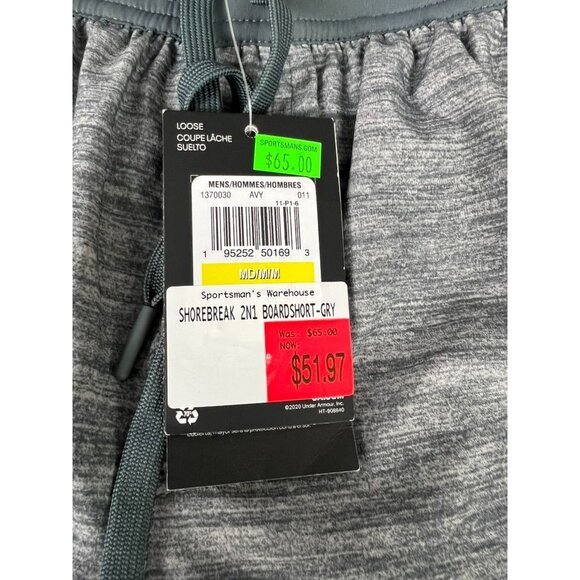 LOOSE
COUPE LÂCHE
SUELTO
SPORTSMANS.COM
$65.00
MENS/HOMMES/HOMBRES
1370030 AVY 011
11-P1-6
1 95252 50169 3
MD/M/M
Sportsman's Warehouse
SHOREBREAK 2N1 BOARDSHORT-GRY
Was: $65.00
NOW:
$51.97
©2020 Under Armour, Inc.
HT-908640